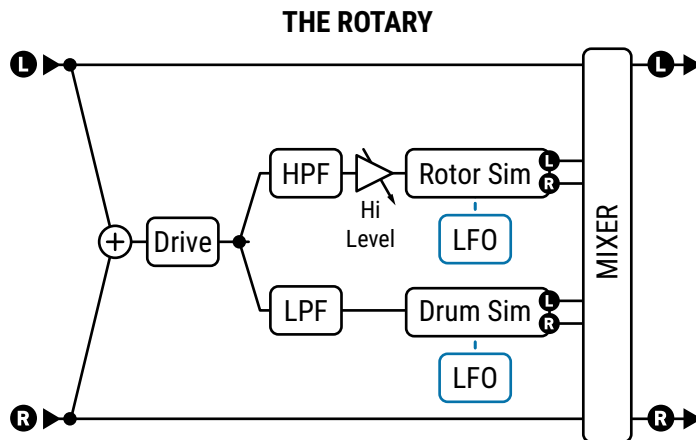 THE ROTARY
L
L
HPF
Rotor Sim
L
R
Hi
Level
LFO
Drive
MIXER
LPF
Drum Sim
L
R
LFO
R
R